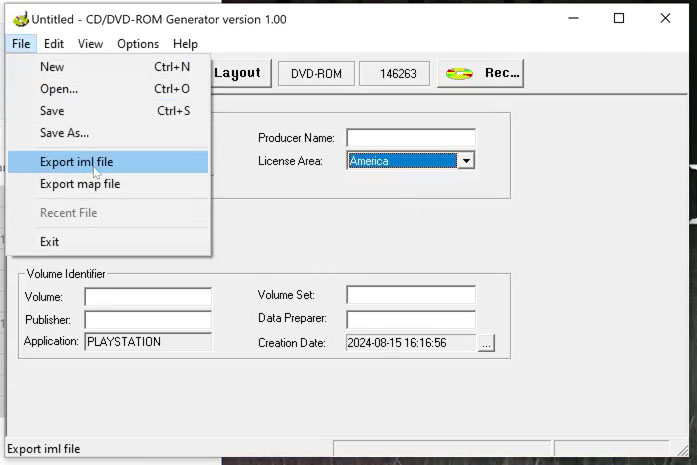 Untitled - CD/DVD-ROM Generator version 1.00
File Edit View Options Help
New Ctrl+N
Open... Ctrl+O
Save Ctrl+S
Save As...
Export iml file
Export map file
Recent File
Exit
Layout DVD-ROM 146263 Rec...
Producer Name:
License Area: America
Volume Identifier
Volume: Volume Set:
Publisher: Data Preparer:
Application: PLAYSTATION Creation Date: 2024-08-15 16:16:56 ...
Export iml file